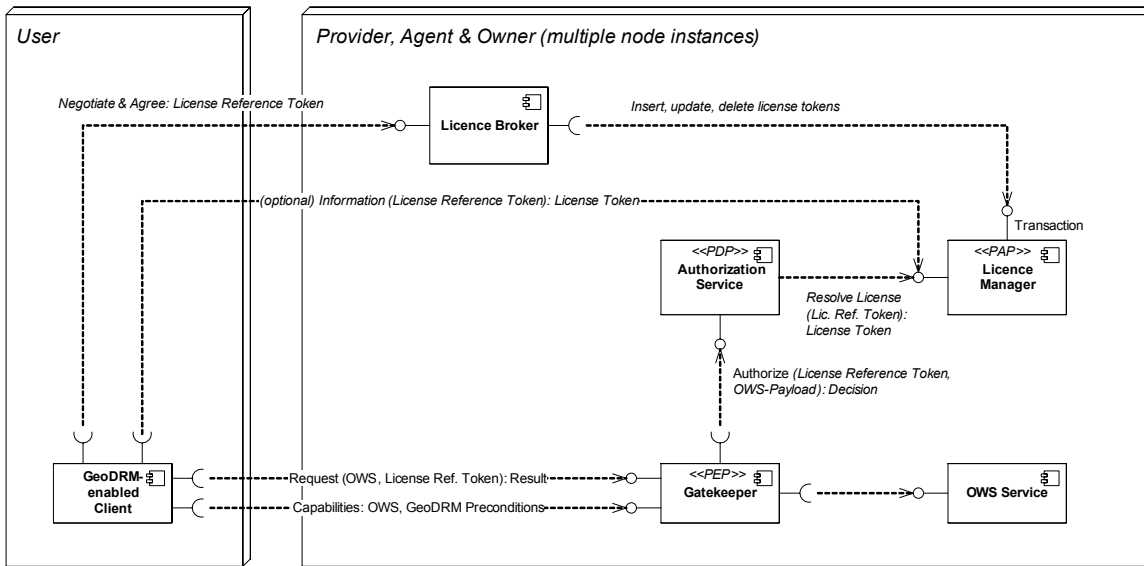 User
Provider, Agent & Owner (multiple node instances)
Negotiate & Agree: License Reference Token
Licence Broker
Insert, update, delete license tokens
(optional) Information (License Reference Token): License Token
Transaction
<<PDP>>
Authorization
Service
<<PAP>>
Licence
Manager
Resolve License
(Lic. Ref. Token):
License Token
Authorize (License Reference Token,
OWS-Payload): Decision
GeoDRM-
enabled
Client
Request (OWS, License Ref. Token): Result
Capabilities: OWS, GeoDRM Preconditions
<<PEP>>
Gatekeeper
OWS Service